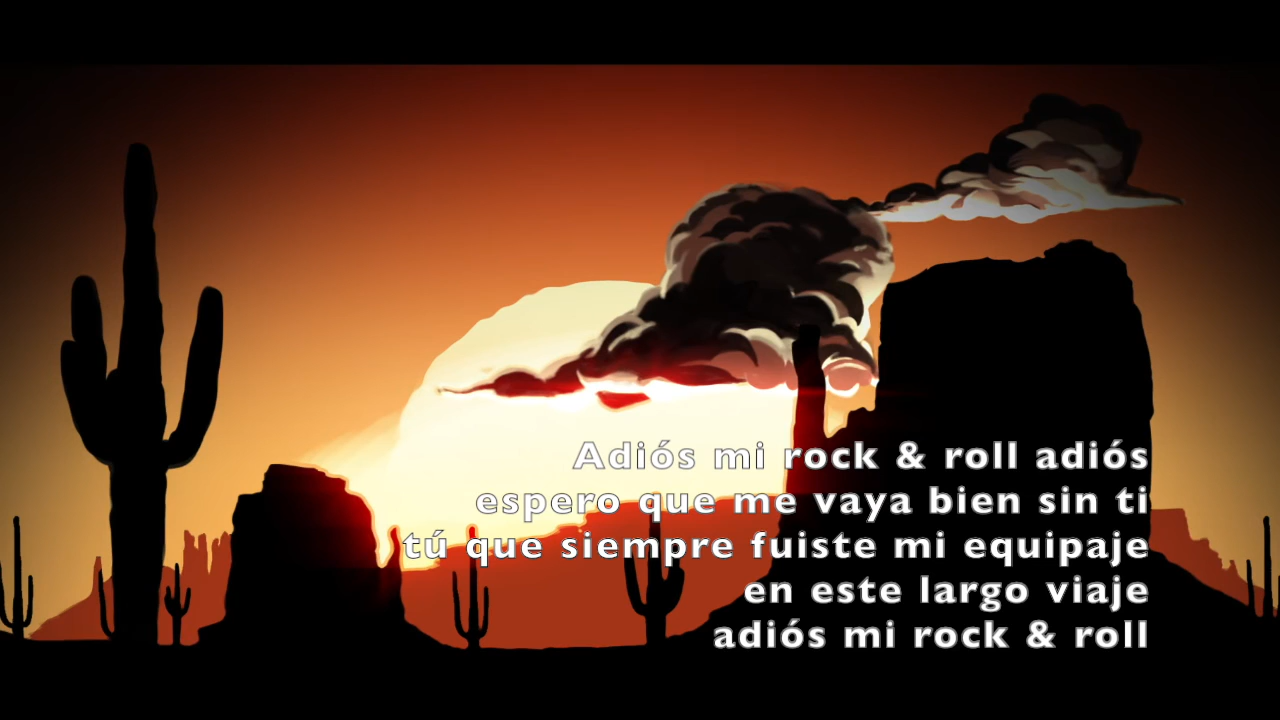 Adiós mi rock & roll adiós
espero que me vaya bien sin ti
tú que siempre fuiste mi equipaje
en este largo viaje
adiós mi rock & roll